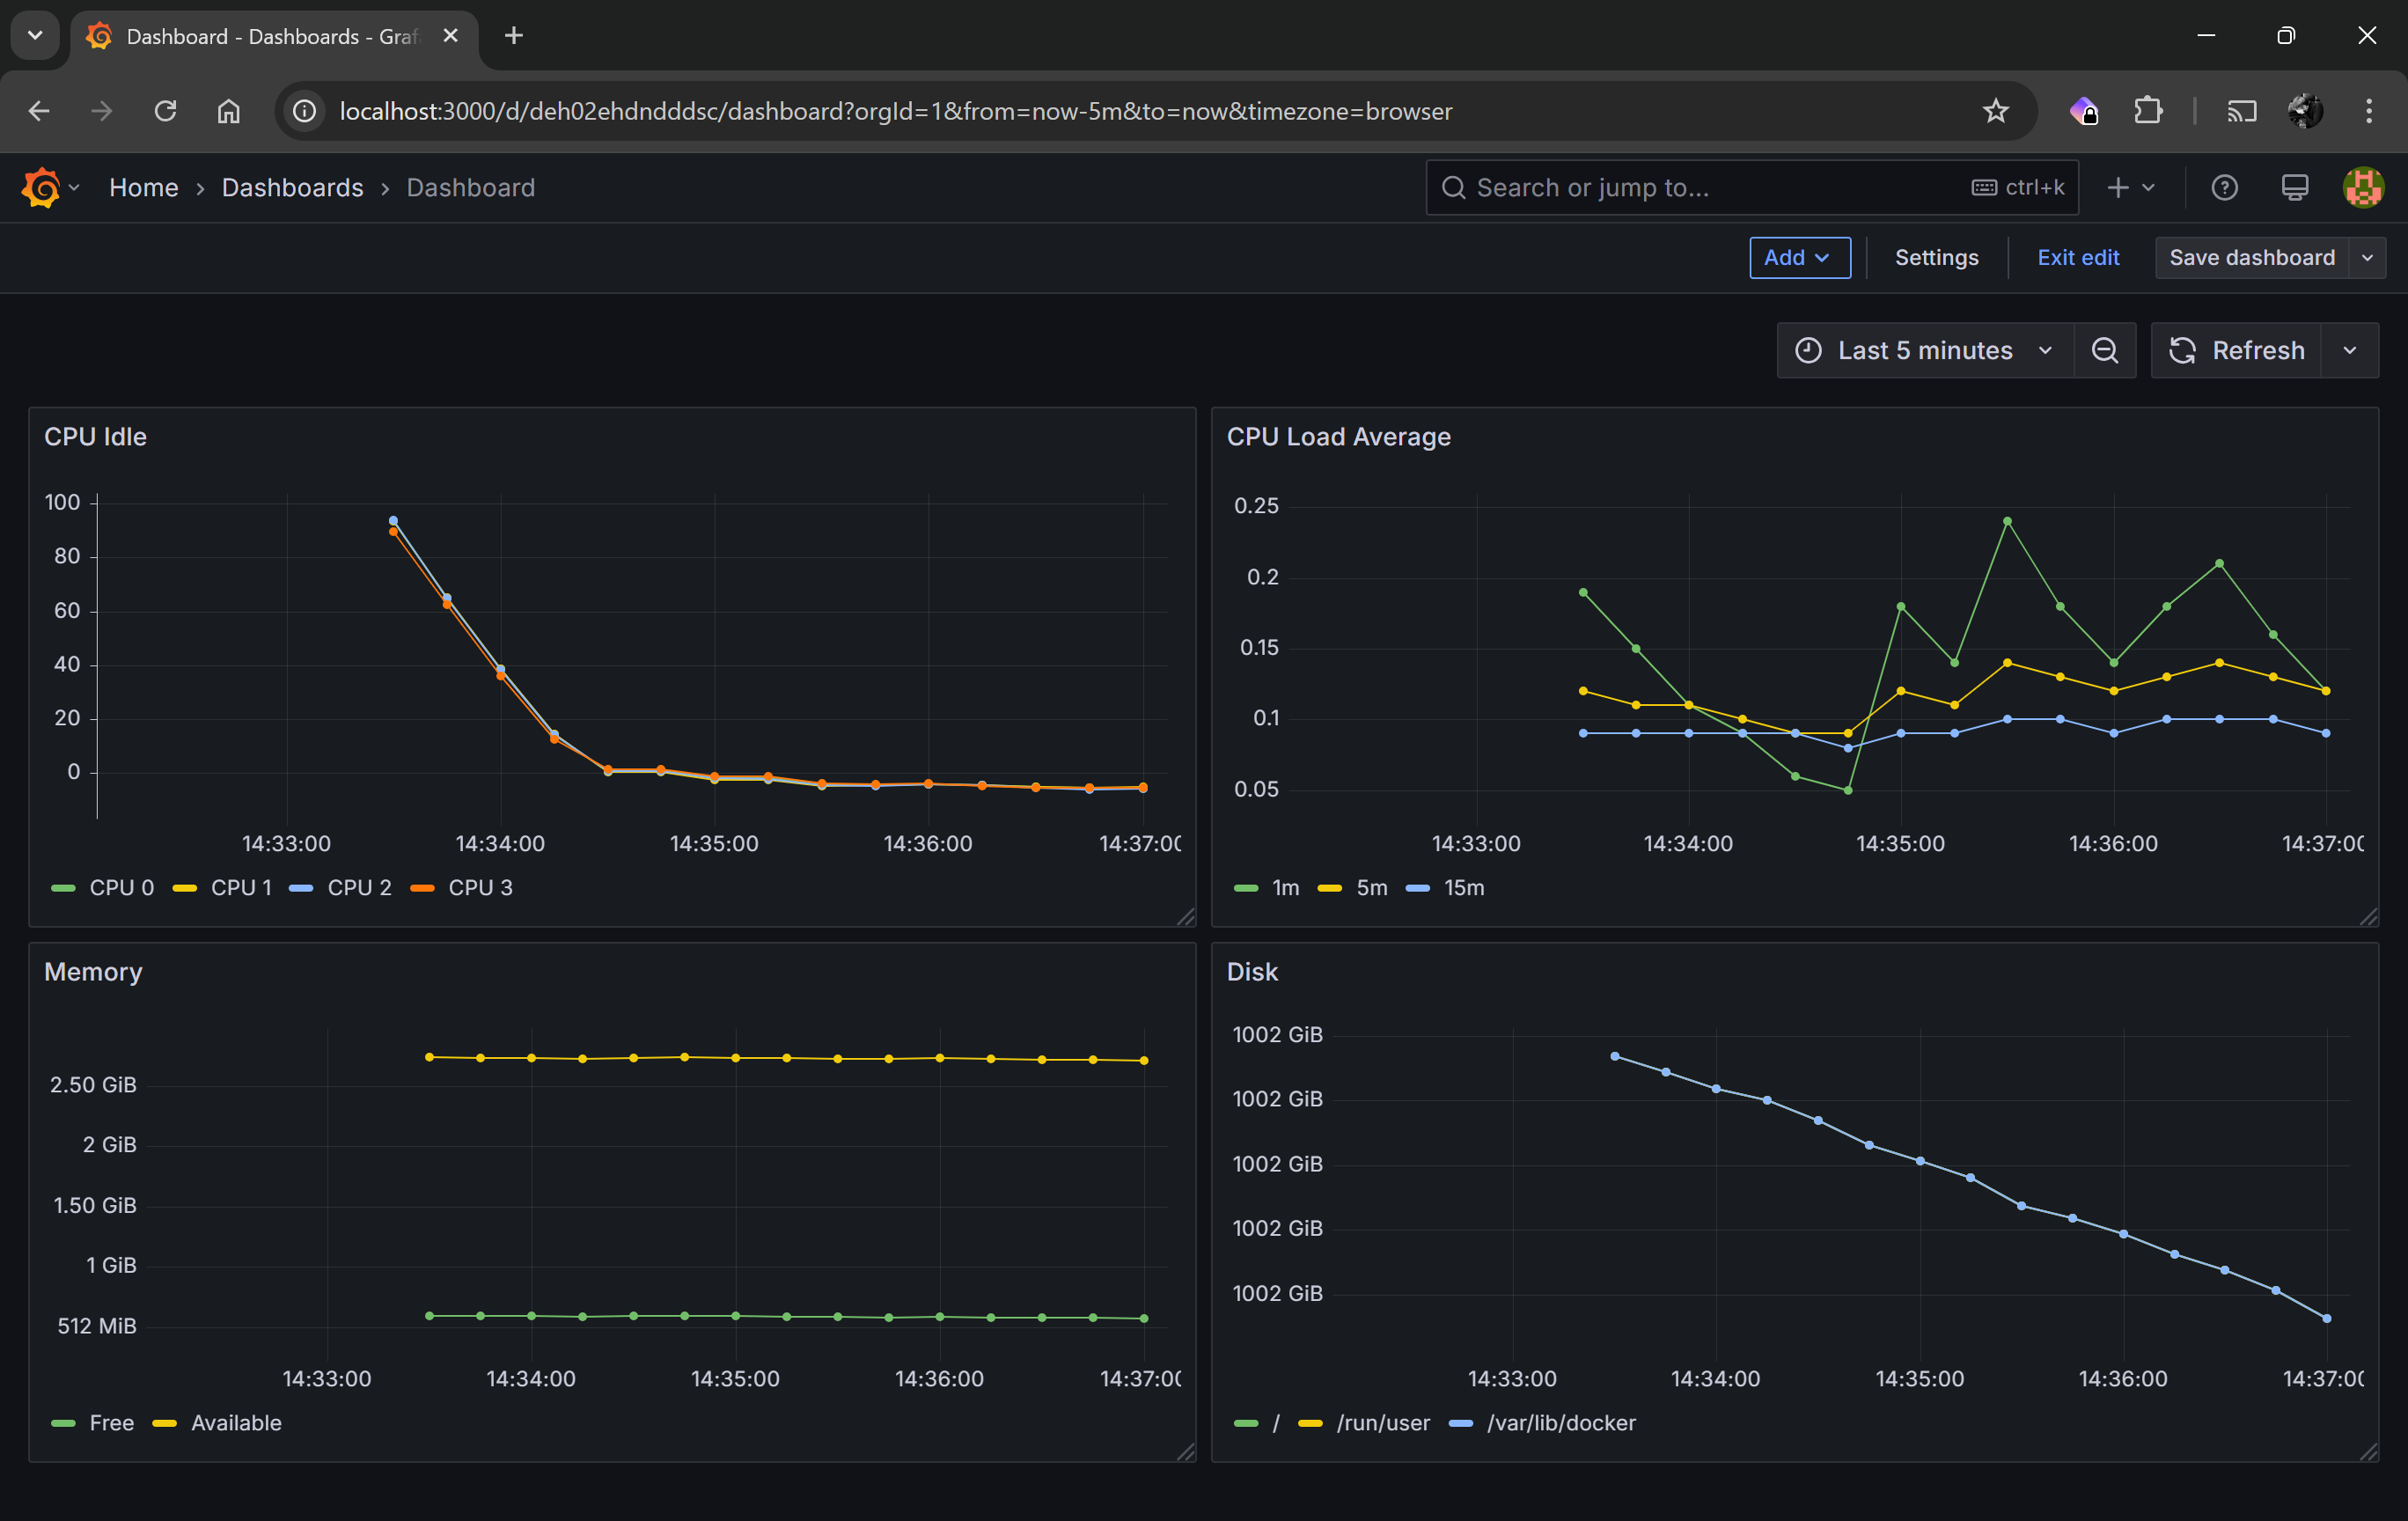 Dashboard - Dashboards - Graf
localhost:3000/d/deh02ehdndddsc/dashboard?orgId=1&from=now-5m&to=now&timezone=browser
Home › Dashboards › Dashboard
Search or jump to... ctrl+k
Add Settings Exit edit Save dashboard
Last 5 minutes Refresh
CPU Idle
100
80
60
40
20
0
14:33:00 14:34:00 14:35:00 14:36:00 14:37:00
CPU 0 CPU 1 CPU 2 CPU 3
CPU Load Average
0.25
0.2
0.15
0.1
0.05
14:33:00 14:34:00 14:35:00 14:36:00 14:37:00
1m 5m 15m
Memory
2.50 GiB
2 GiB
1.50 GiB
1 GiB
512 MiB
14:33:00 14:34:00 14:35:00 14:36:00 14:37:00
Free Available
Disk
1002 GiB
1002 GiB
1002 GiB
1002 GiB
1002 GiB
14:33:00 14:34:00 14:35:00 14:36:00 14:37:00
/ /run/user /var/lib/docker